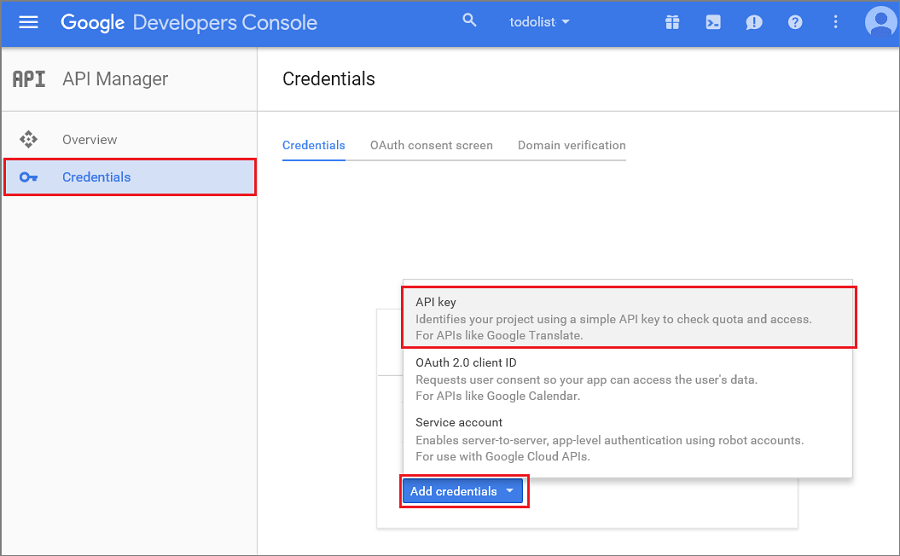 Google Developers Console
todolist
API API Manager
Credentials
Overview
Credentials
Credentials OAuth consent screen Domain verification
API key
Identifies your project using a simple API key to check quota and access.
For APIs like Google Translate.
OAuth 2.0 client ID
Requests user consent so your app can access the user's data.
For APIs like Google Calendar.
Service account
Enables server-to-server, app-level authentication using robot accounts.
For use with Google Cloud APIs.
Add credentials